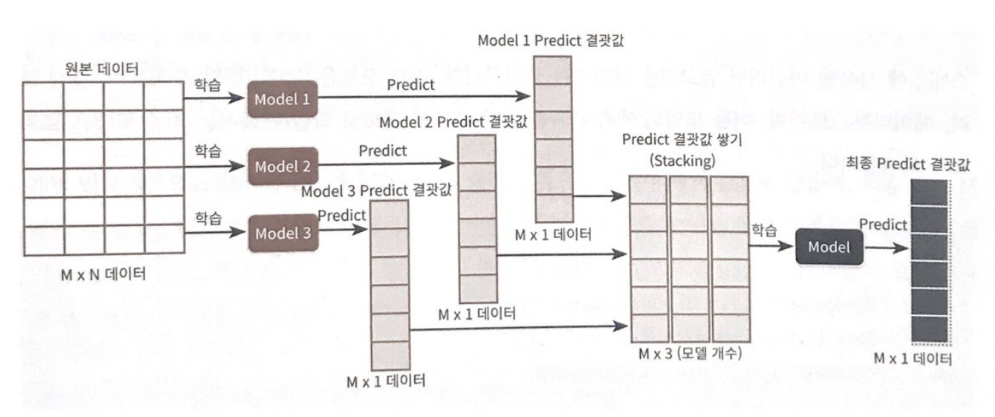 원본 데이터
학습
Model 1
Predict
Model 1 Predict 결괏값
M x 1 데이터
학습
Model 2
Predict
Model 2 Predict 결괏값
M x 1 데이터
학습
Model 3
Predict
Model 3 Predict 결괏값
M x 1 데이터
M x N 데이터
Predict 결괏값 쌓기
(Stacking)
M x 3 (모델 개수)
학습
Model
Predict
최종 Predict 결괏값
M x 1 데이터